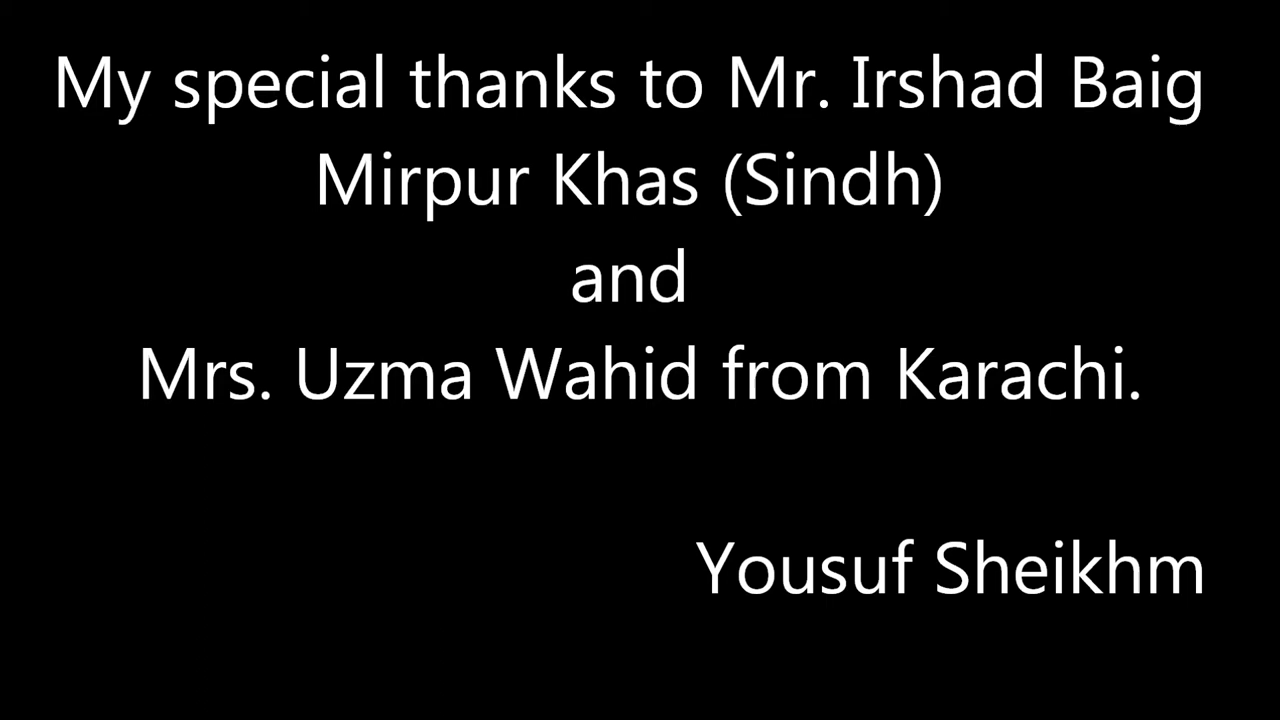 My special thanks to Mr. Irshad Baig
Mirpur Khas (Sindh)
and
Mrs. Uzma Wahid from Karachi.
Yousuf Sheikhm